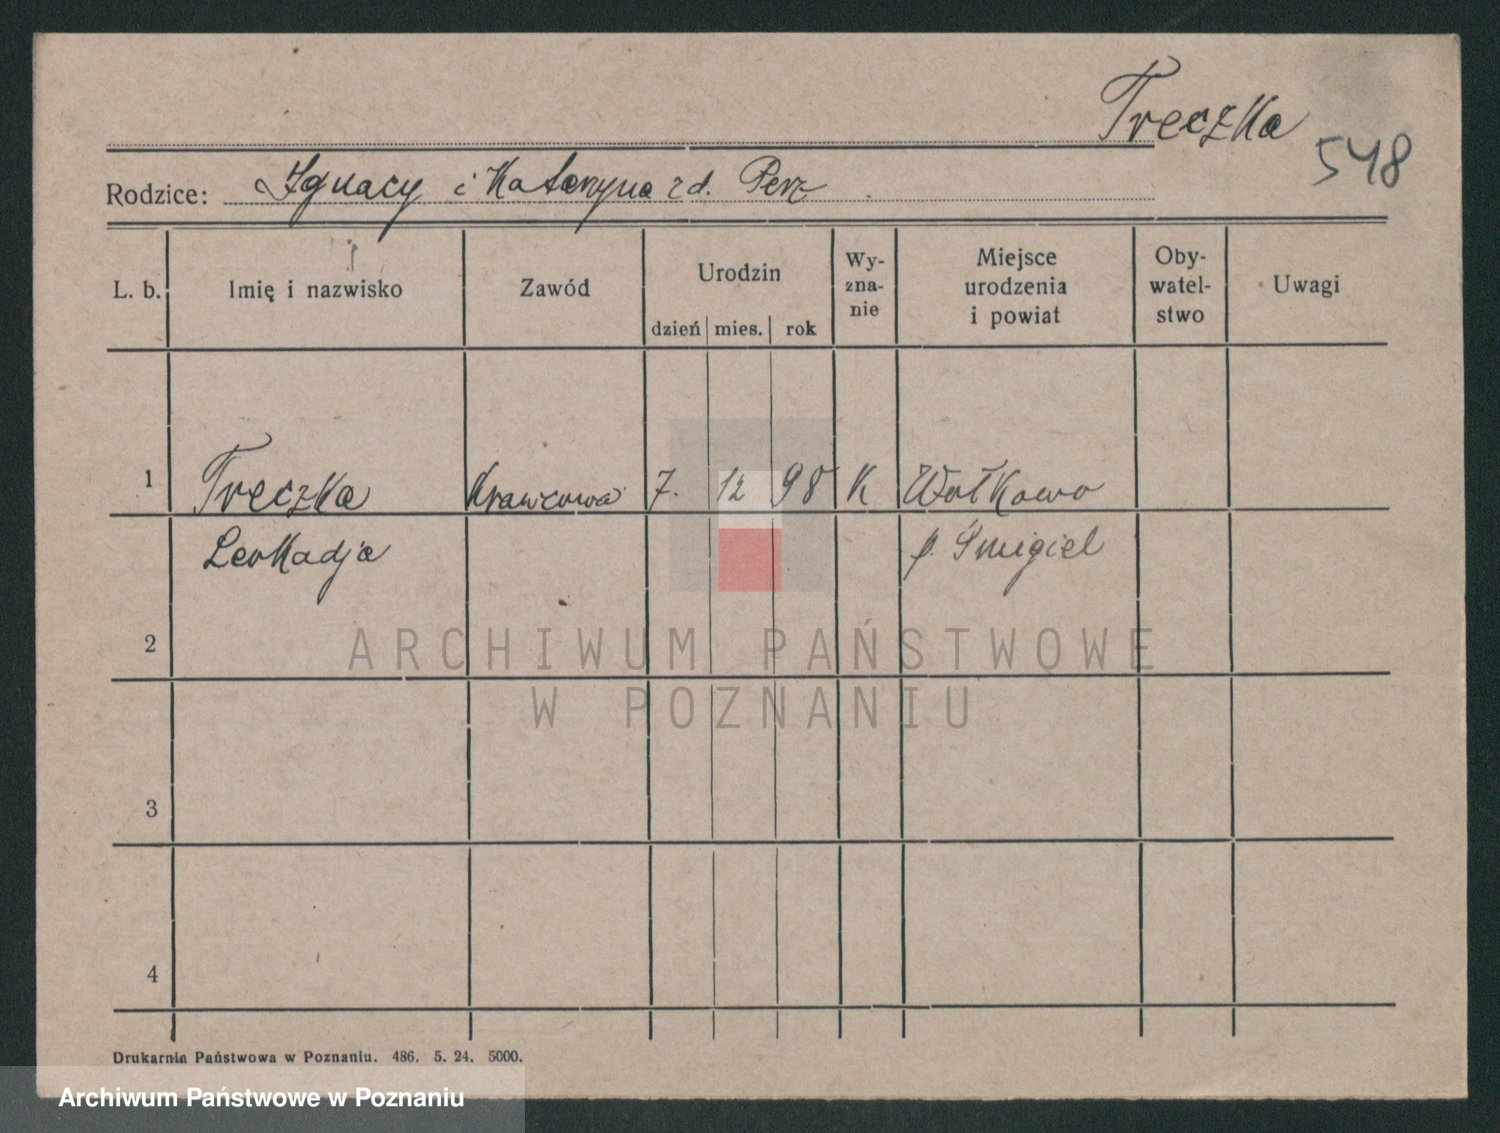 Treczka
548
Rodzice: Ignacy i Katarzyna zd. Perz
L. b. Imię i nazwisko Zawód Urodzin dzień mies. rok Wy-zna-nie Miejsce urodzenia i powiat Oby-watel-stwo Uwagi
1 Treczka Krawcowa 7. 12 98 K Wołkowo
Leokadja p. Śmigiel
2
3
4
ARCHIWUM PAŃSTWOWE
W POZNANIU
Drukarnia Państwowa w Poznaniu. 486. 5. 24. 5000.
Archiwum Państwowe w Poznaniu